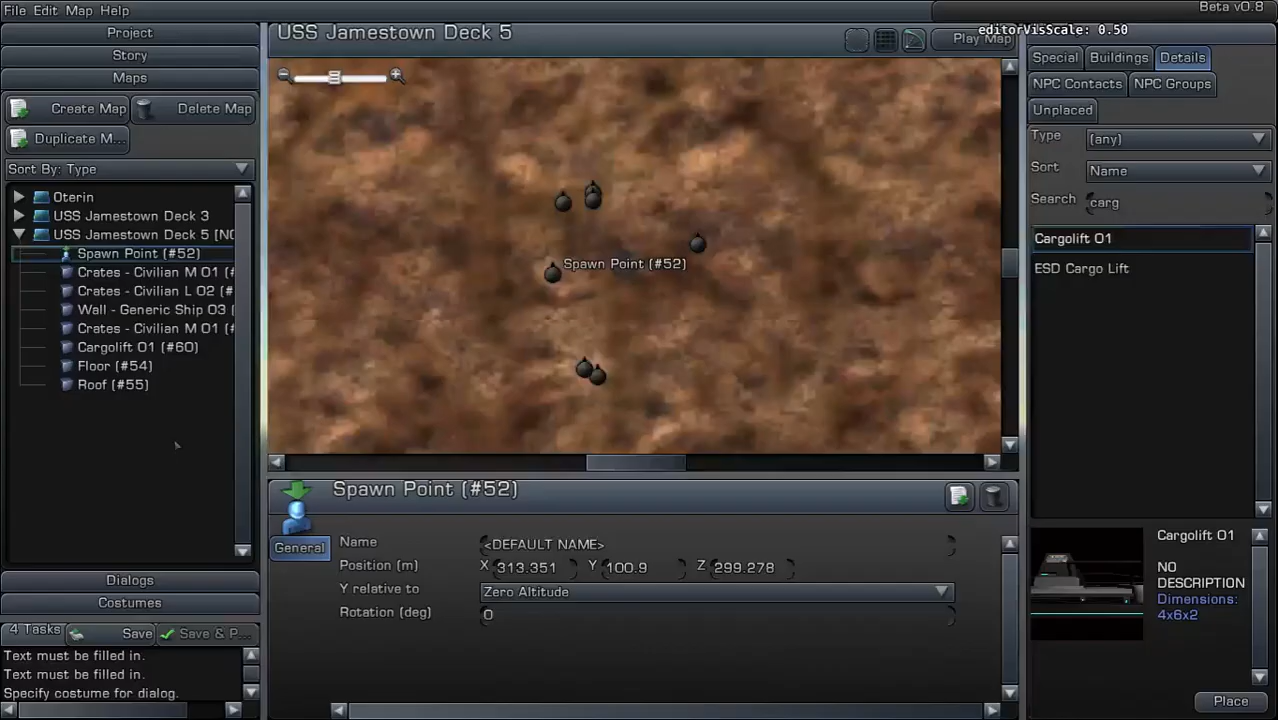 File Edit Map Help
Beta v0.8
editorVisScale: 0.50
Project
Story
Maps
Create Map
Delete Map
Duplicate M...
Sort By: Type
Oterin
USS Jamestown Deck 3
USS Jamestown Deck 5 [NO
Spawn Point (#52)
Crates - Civilian M 01 (#
Crates - Civilian L 02 (#
Wall - Generic Ship 03 (
Crates - Civilian M 01 (#
Cargolift 01 (#60)
Floor (#54)
Roof (#55)
Dialogs
Costumes
4 Tasks
Save
Save & P...
Text must be filled in.
Text must be filled in.
Specify costume for dialog.
USS Jamestown Deck 5
Play Map
Spawn Point (#52)
Spawn Point (#52)
General
Name
<DEFAULT NAME>
Position (m)
X 313.351 Y 100.9 Z 299.278
Y relative to
Zero Altitude
Rotation (deg)
0
Special Buildings Details
NPC Contacts NPC Groups
Unplaced
Type (any)
Sort Name
Search carg
Cargolift 01
ESD Cargo Lift
Cargolift 01
NO
DESCRIPTION
Dimensions:
4x6x2
Place